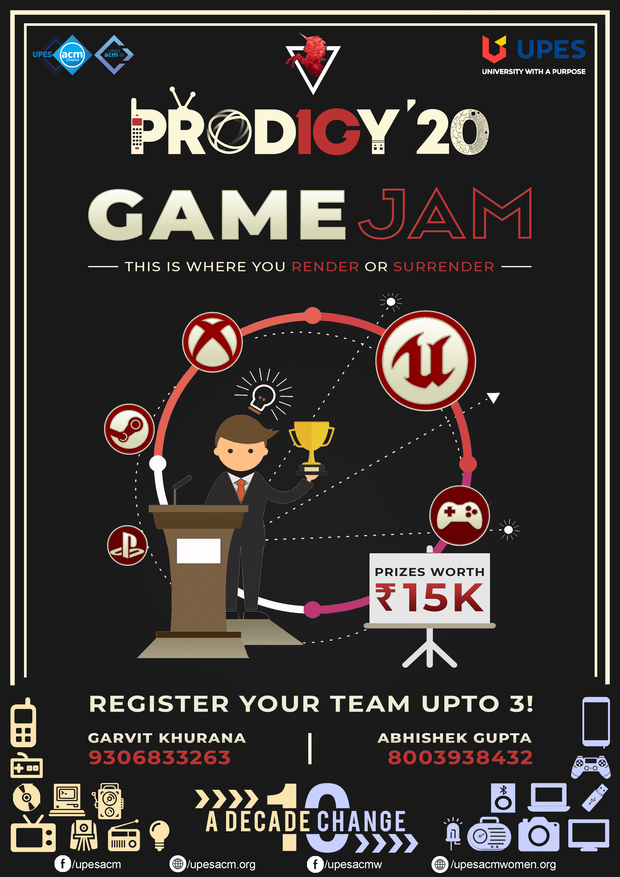 UPES acm Chapter
acm-w
UPES
UNIVERSITY WITH A PURPOSE
PRODIGY '20
GAME JAM
THIS IS WHERE YOU RENDER OR SURRENDER
PRIZES WORTH
₹15K
REGISTER YOUR TEAM UPTO 3!
GARVIT KHURANA
9306833263
ABHISHEK GUPTA
8003938432
10
A DECADE CHANGE
/upesacm
/upesacm.org
/upesacmw
/upesacmwomen.org